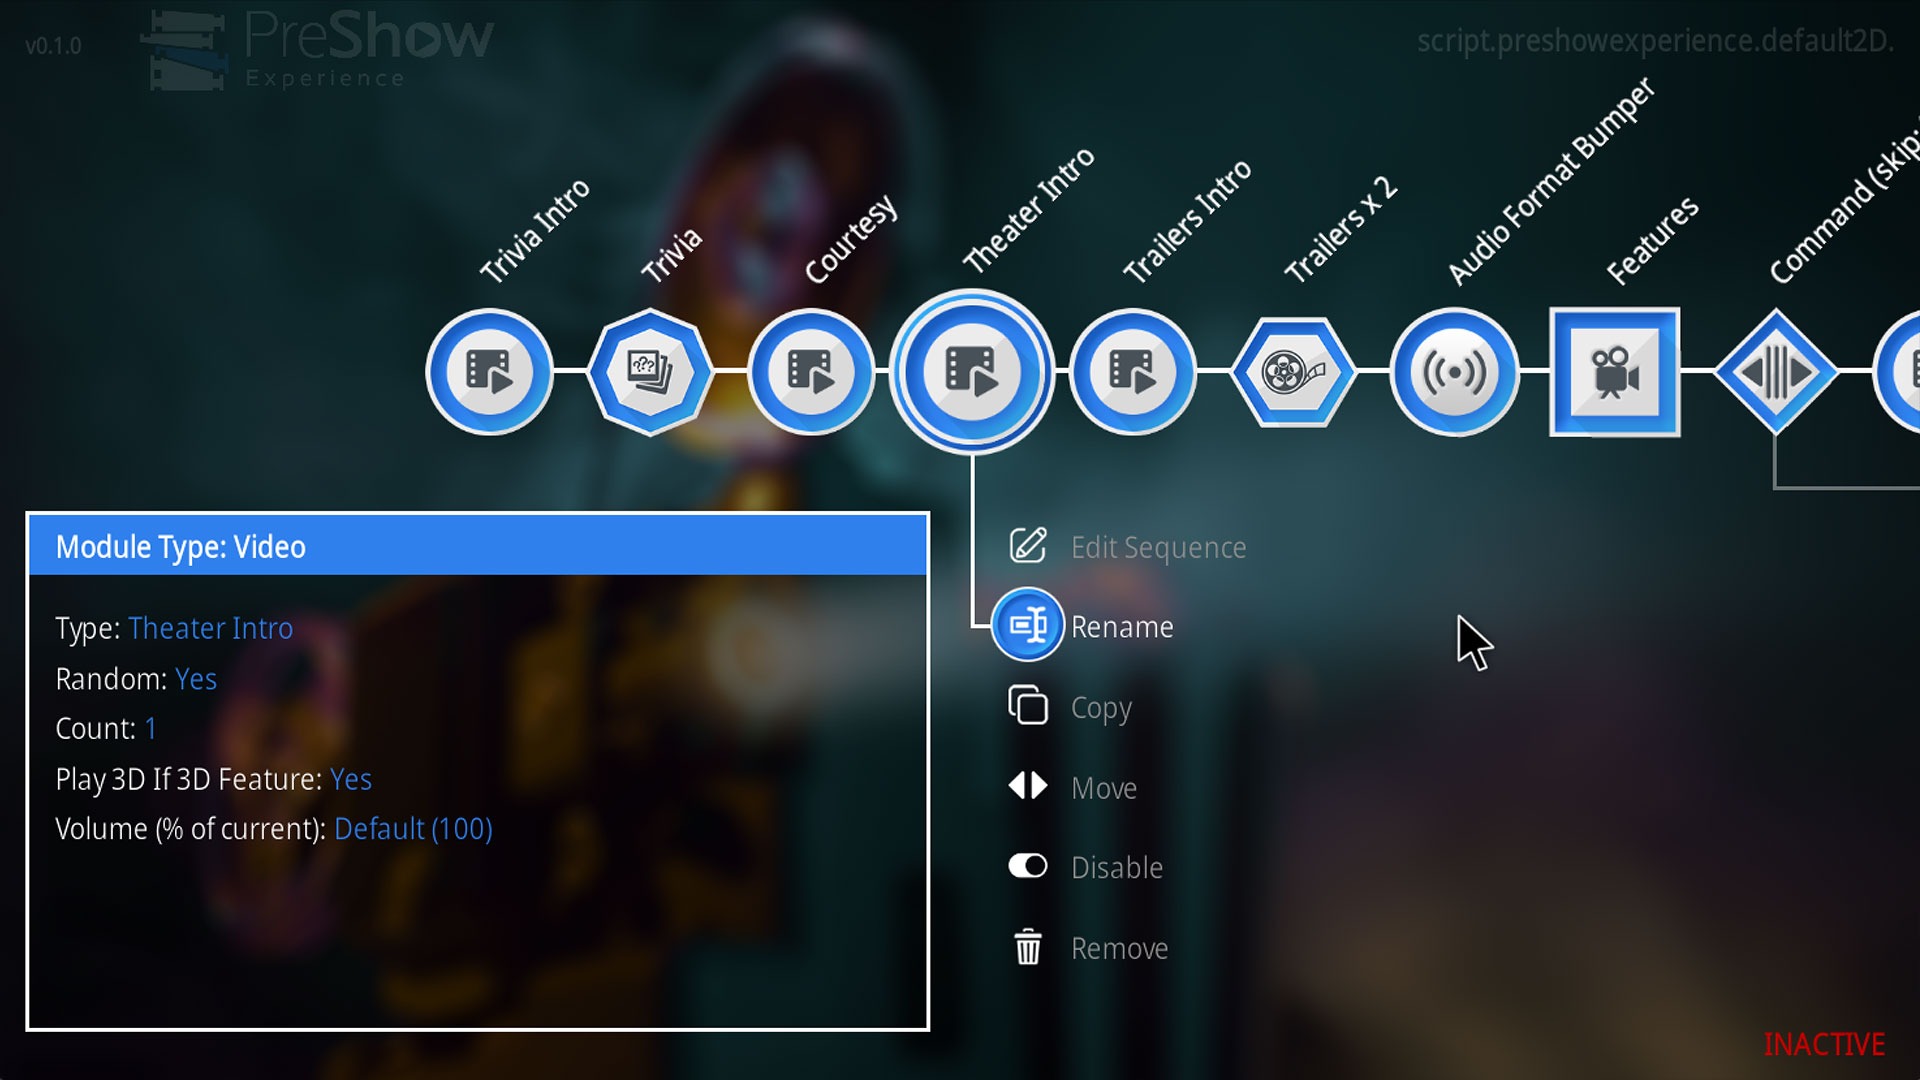 v0.1.0
PreShow
Experience
script.preshowexperience.default2D.
Trivia Intro
Trivia
Courtesy
Theater Intro
Trailers Intro
Trailers x 2
Audio Format Bumper
Features
Command (skip:
???
Module Type: Video
Type: Theater Intro
Random: Yes
Count: 1
Play 3D If 3D Feature: Yes
Volume (% of current): Default (100)
Edit Sequence
Rename
Copy
Move
Disable
Remove
INACTIVE